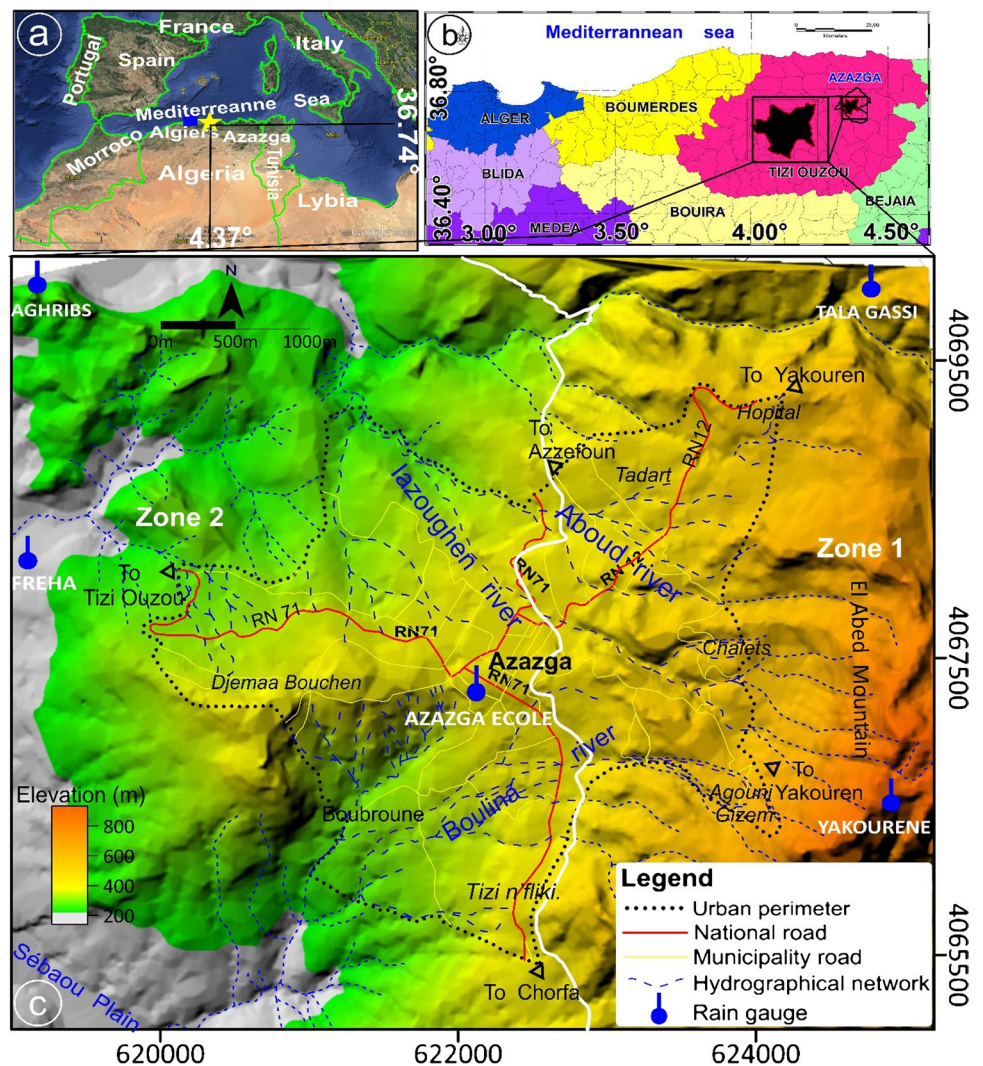 a
France
Italy
Portugal
Spain
Mediterreanne Sea
Morroco
Algiers
Azazga
Algeria
Tunisia
Lybia
36.74°
4.37°
b
Mediterrannean sea
AZAZGA
ALGER
BOUMERDES
BLIDA
TIZI OUZOU
MEDEA
BOUIRA
BEJAIA
36.80°
36.40°
3.00°
3.50°
4.00°
4.50°
N
AGHRIBS
TALA GASSI
0m 500m 1000m
To Yakouren
Hopital
To
Azzefoun
RN12
Tadart
Iazoughen river
Aboud river
Zone 2
Zone 1
FREHA
To
Tizi Ouzou
RN71
RN 12
RN 71
RN71
Azazga
RN71
Chalets
El Abed Mountain
Djemaa Bouchen
AZAZGA ECOLE
Boulina river
To
Yakouren
Agouni
Gizem
YAKOURENE
Boubroune
Elevation (m)
800
600
400
200
Tizi n'fliki.
To Chorfa
Sébaou Plain
c
Legend
Urban perimeter
National road
Municipality road
Hydrographical network
Rain gauge
4069500
4067500
4065500
620000
622000
624000